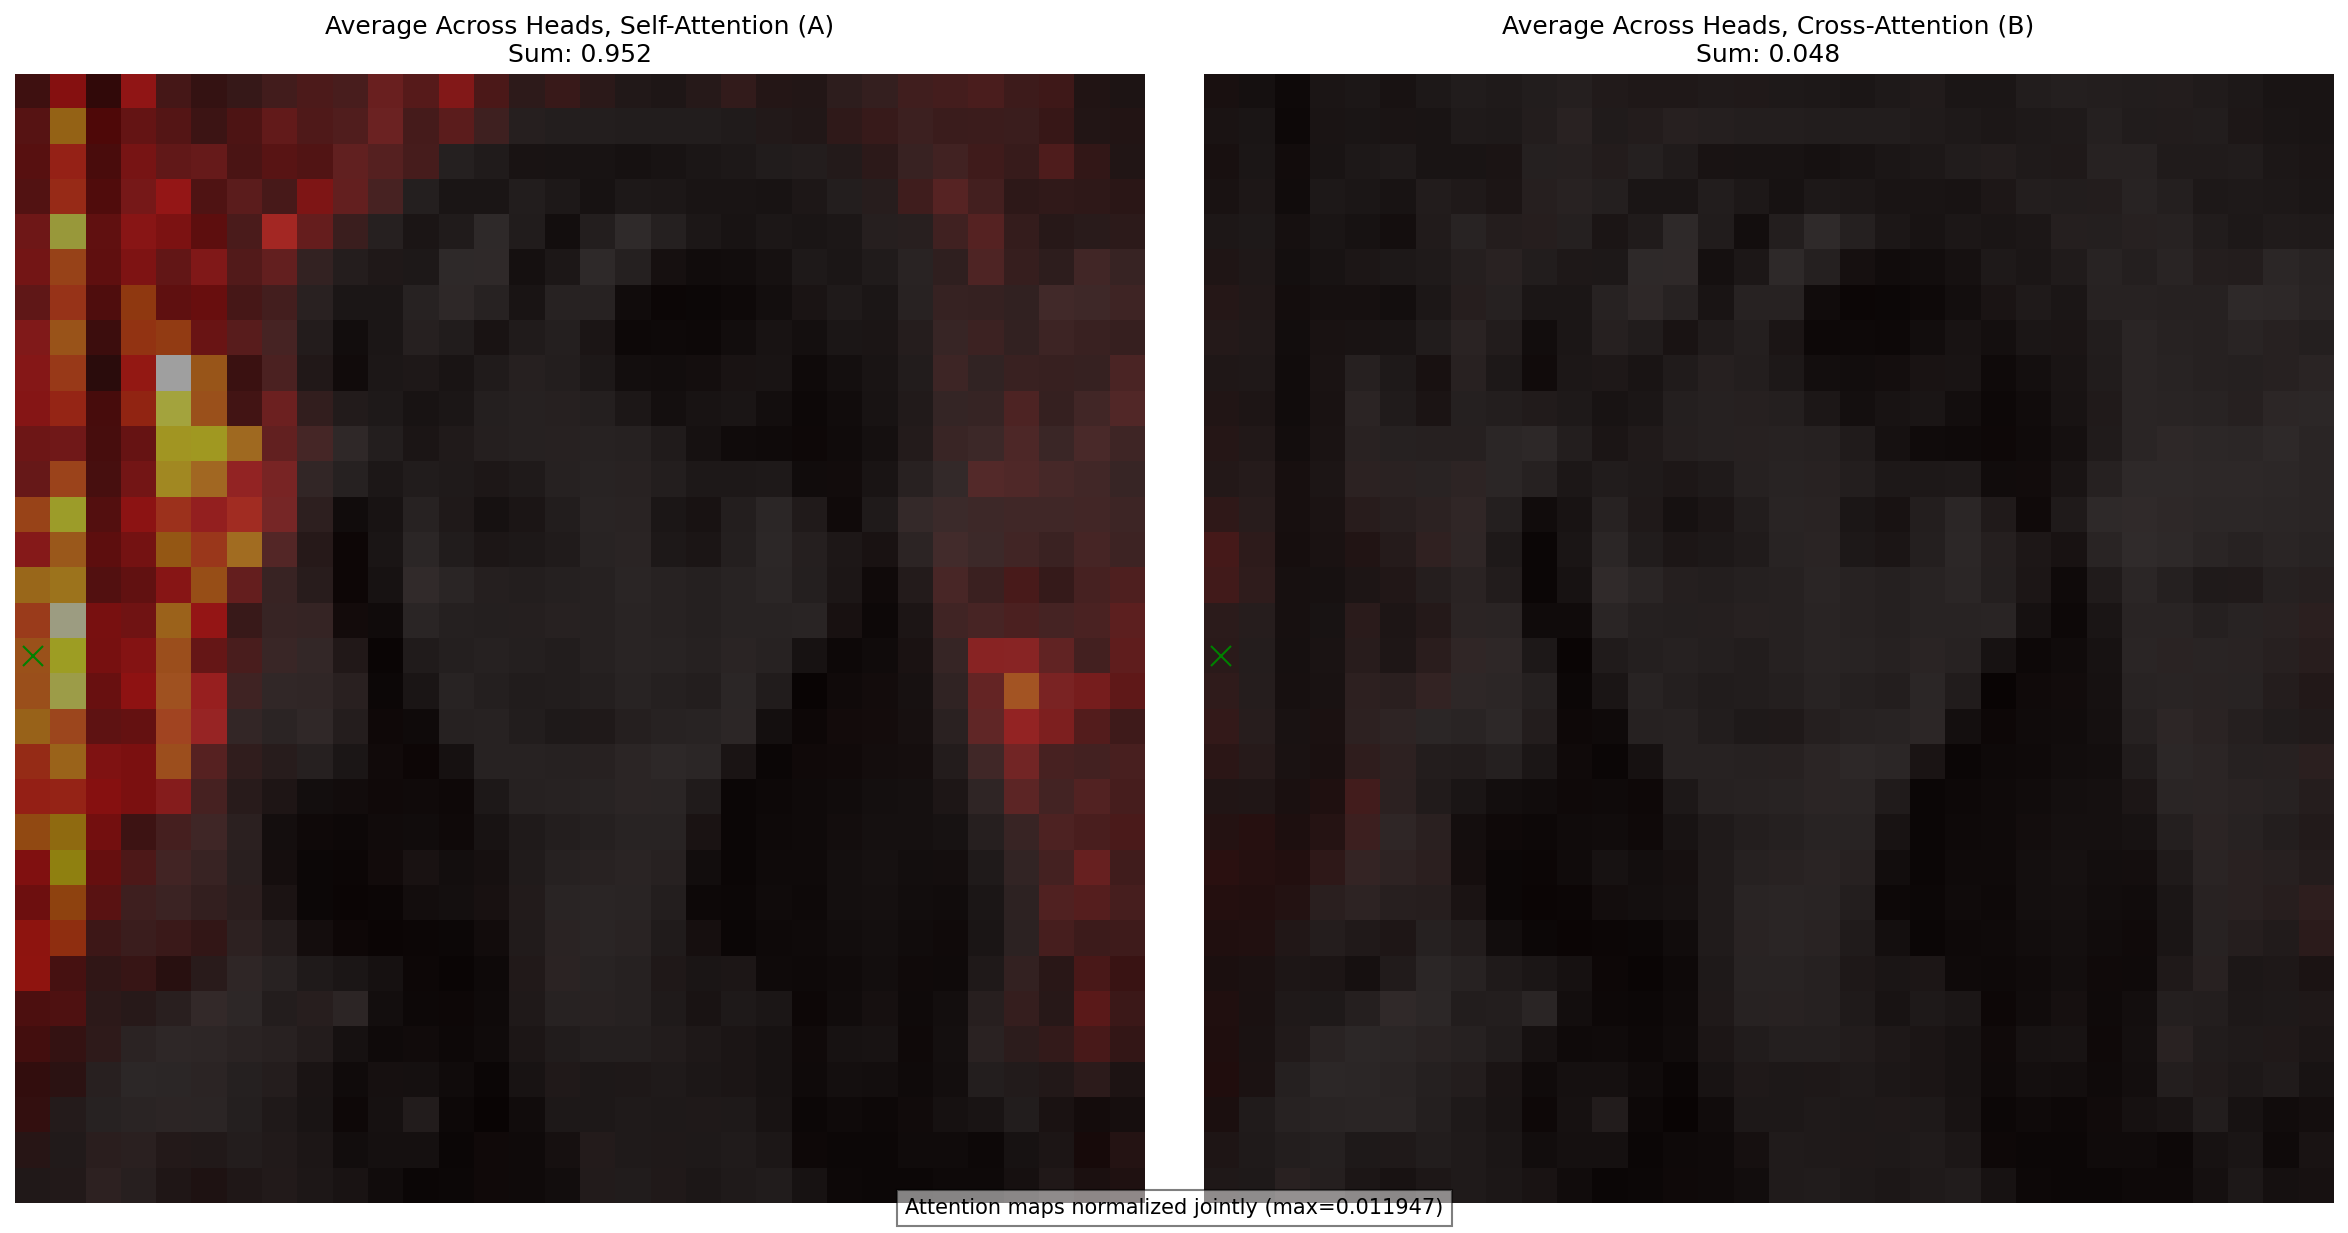 Average Across Heads, Self-Attention (A)
Sum: 0.952
Average Across Heads, Cross-Attention (B)
Sum: 0.048
Attention maps normalized jointly (max=0.011947)